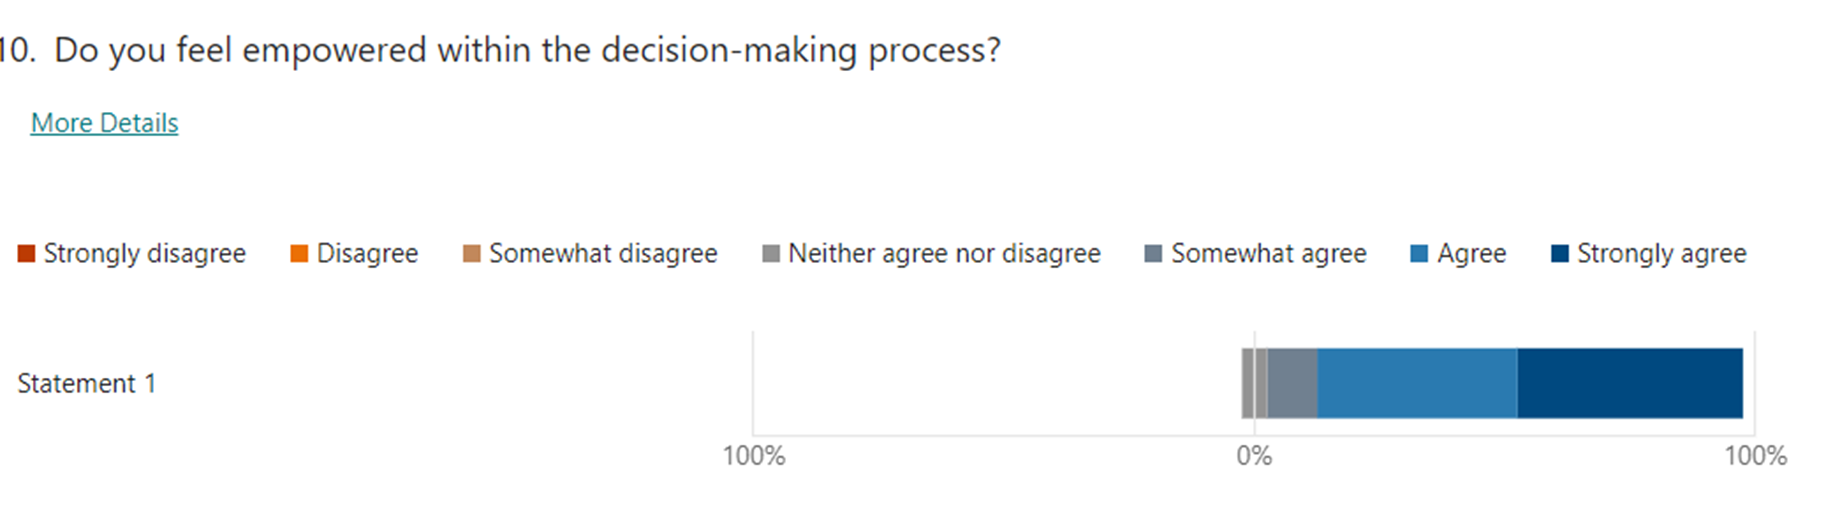 10. Do you feel empowered within the decision-making process?
More Details
Strongly disagree Disagree Somewhat disagree Neither agree nor disagree Somewhat agree Agree Strongly agree
Statement 1
100% 0% 100%